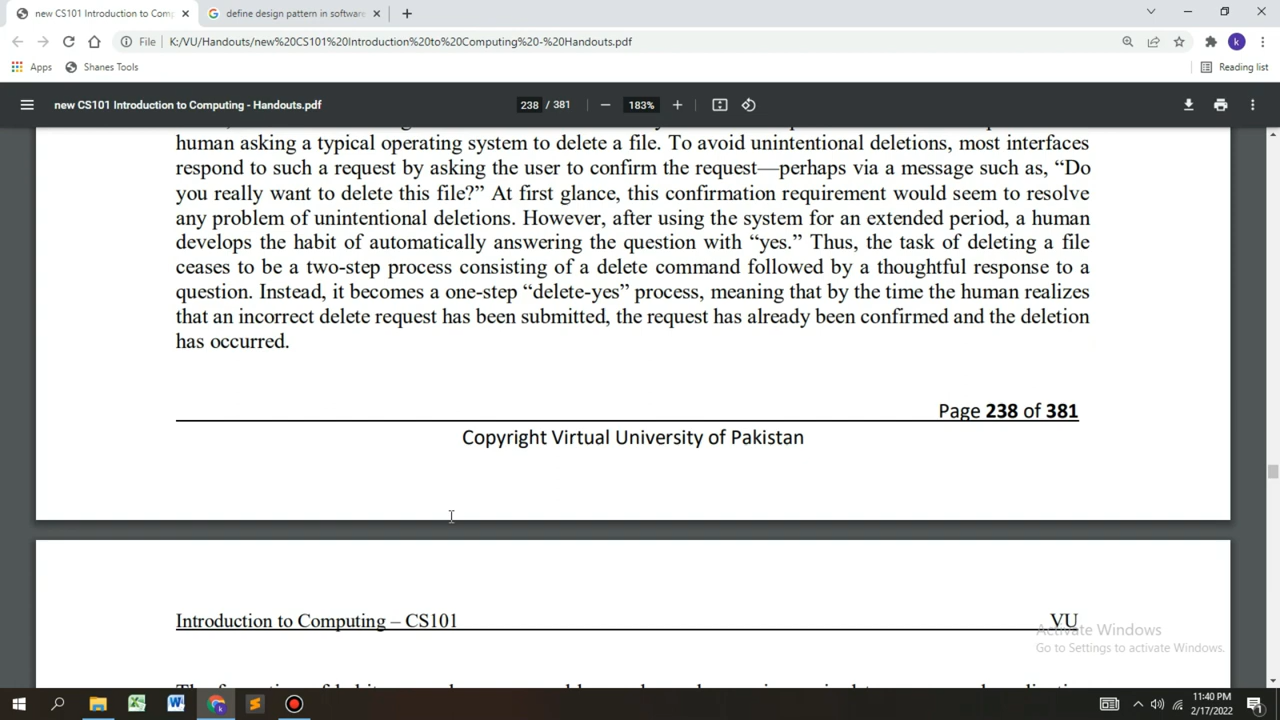 new CS101 Introduction to Comp
define design pattern in software
File
K:/VU/Handouts/new%20CS101%20Introduction%20to%20Computing%20-%20Handouts.pdf
Apps
Shanes Tools
Reading list
new CS101 Introduction to Computing - Handouts.pdf
238 / 381
183%
human asking a typical operating system to delete a file. To avoid unintentional deletions, most interfaces
respond to such a request by asking the user to confirm the request—perhaps via a message such as, “Do
you really want to delete this file?” At first glance, this confirmation requirement would seem to resolve
any problem of unintentional deletions. However, after using the system for an extended period, a human
develops the habit of automatically answering the question with “yes.” Thus, the task of deleting a file
ceases to be a two-step process consisting of a delete command followed by a thoughtful response to a
question. Instead, it becomes a one-step “delete-yes” process, meaning that by the time the human realizes
that an incorrect delete request has been submitted, the request has already been confirmed and the deletion
has occurred.
Page 238 of 381
Copyright Virtual University of Pakistan
Introduction to Computing – CS101 VU
Activate Windows
Go to Settings to activate Windows.
11:40 PM
2/17/2022